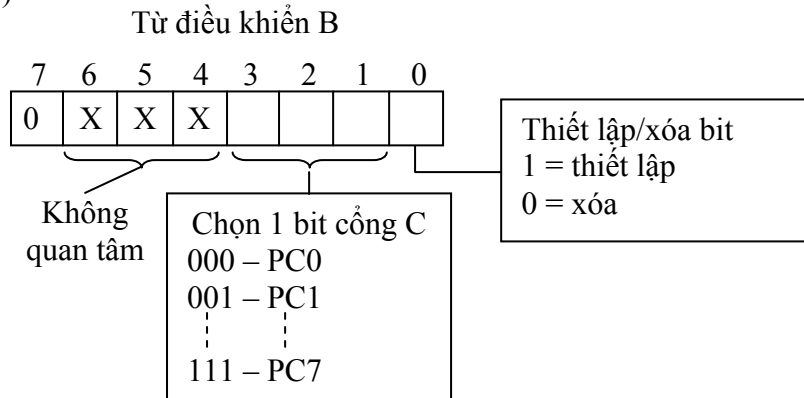 )
Từ điều khiển B
7 6 5 4 3 2 1 0
0 X X X
Thiết lập/xóa bit
1 = thiết lập
0 = xóa
Không
quan tâm
Chọn 1 bit cổng C
000 – PC0
001 – PC1
111 – PC7